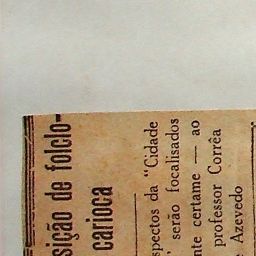 sição de folclo-
carioca
spectos da "Cidade
serão focalisados
nte certame — ao
professor Corrêa
Azevedo